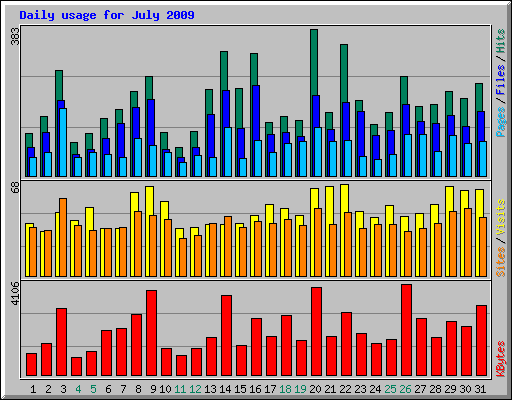 Daily usage for July 2009
383
Pages / Files / Hits
68
Sites / Visits
4106
KBytes
1 2 3 4 5 6 7 8 9 10 11 12 13 14 15 16 17 18 19 20 21 22 23 24 25 26 27 28 29 30 31